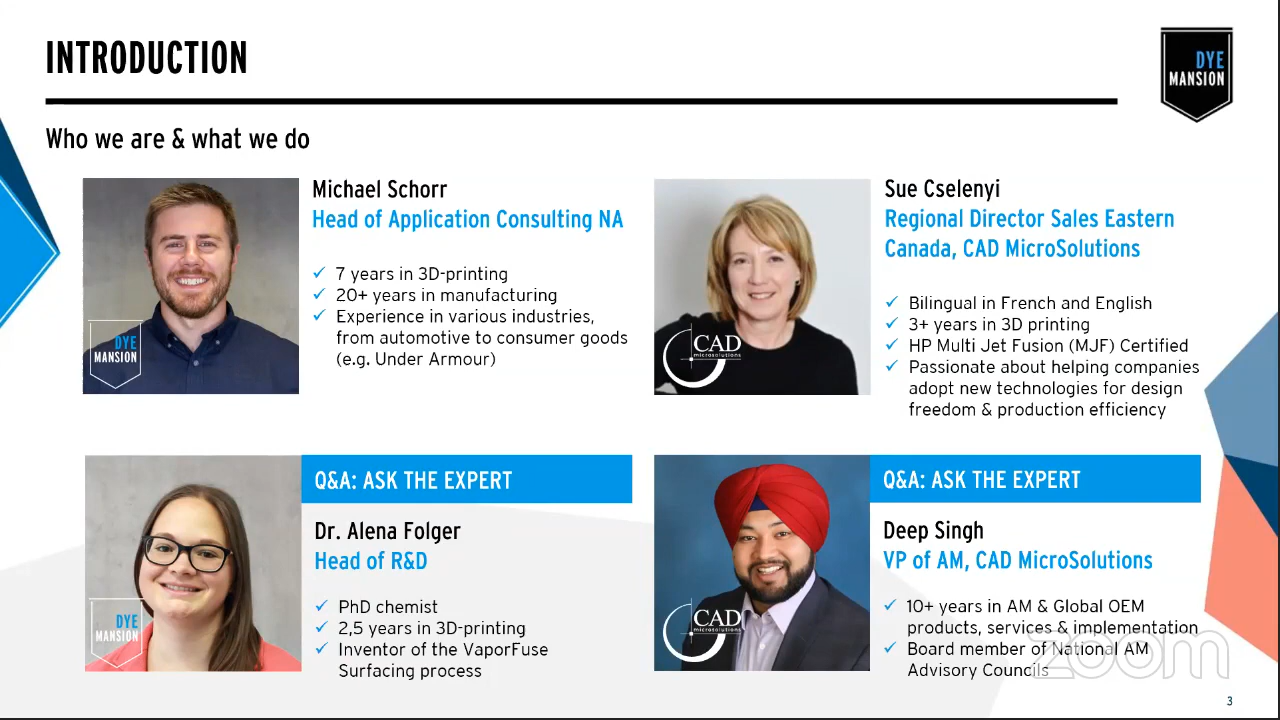 INTRODUCTION
DYE
MANSION
Who we are & what we do
Michael Schorr
Head of Application Consulting NA
✓ 7 years in 3D-printing
✓ 20+ years in manufacturing
✓ Experience in various industries,
from automotive to consumer goods
(e.g. Under Armour)
DYE
MANSION
Sue Cselenyi
Regional Director Sales Eastern
Canada, CAD MicroSolutions
✓ Bilingual in French and English
✓ 3+ years in 3D printing
✓ HP Multi Jet Fusion (MJF) Certified
✓ Passionate about helping companies
adopt new technologies for design
freedom & production efficiency
CAD
microsolutions
Q&A: ASK THE EXPERT
Dr. Alena Folger
Head of R&D
✓ PhD chemist
✓ 2,5 years in 3D-printing
✓ Inventor of the VaporFuse
Surfacing process
DYE
MANSION
Q&A: ASK THE EXPERT
Deep Singh
VP of AM, CAD MicroSolutions
✓ 10+ years in AM & Global OEM
products, services & implementation
✓ Board member of National AM
Advisory Councils
CAD
microsolutions
zoom
3